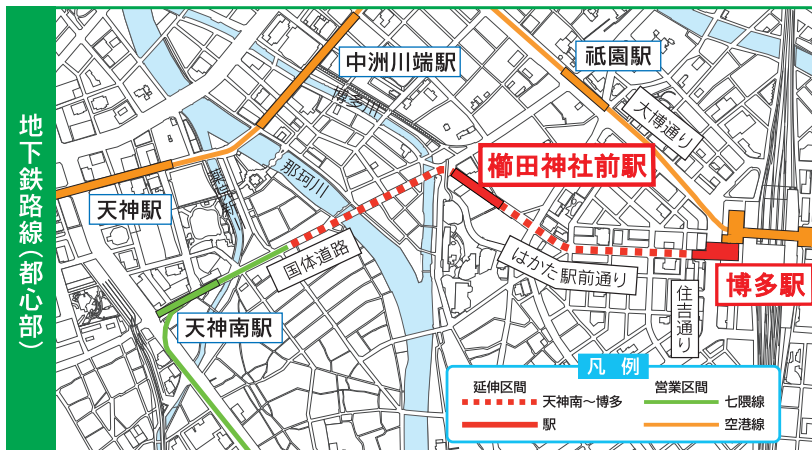 地下鉄路線(都心部)
中洲川端駅
祇園駅
博多川
大博通り
櫛田神社前駅
那珂川
天神駅
国体道路
はかた駅前通り
博多駅
住吉通り
天神南駅
凡例
延伸区間
営業区間
天神南～博多
七隈線
駅
空港線